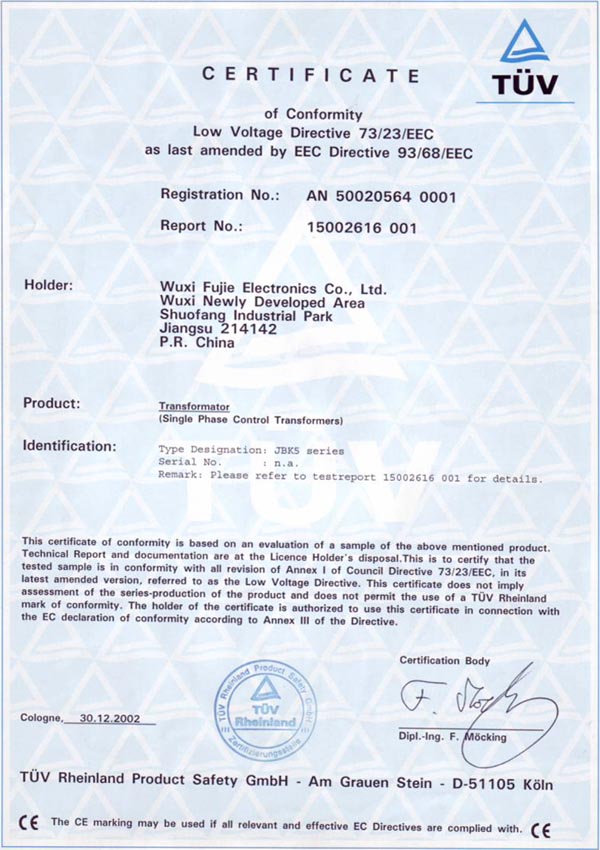 TÜV
CERTIFICATE
of Conformity
Low Voltage Directive 73/23/EEC
as last amended by EEC Directive 93/68/EEC
Registration No.: AN 50020564 0001
Report No.: 15002616 001
Holder: Wuxi Fujie Electronics Co., Ltd.
Wuxi Newly Developed Area
Shuofang Industrial Park
Jiangsu 214142
P.R. China
Product: Transformator
(Single Phase Control Transformers)
Identification: Type Designation: JBK5 series
Serial No. : n.a.
Remark: Please refer to testreport 15002616 001 for details.
TÜV
This certificate of conformity is based on an evaluation of a sample of the above mentioned product.
Technical Report and documentation are at the Licence Holder's disposal.This is to certify that the
tested sample is in conformity with all revision of Annex I of Council Directive 73/23/EEC, in its
latest amended version, referred to as the Low Voltage Directive. This certificate does not imply
assessment of the series-production of the product and does not permit the use of a TÜV Rheinland
mark of conformity. The holder of the certificate is authorized to use this certificate in connection with
the EC declaration of conformity according to Annex III of the Directive.
Certification Body
TÜV Rheinland Product Safety GmbH
TÜV
Rheinland
Zertifizierungsstelle
F. Möcking
Cologne, 30.12.2002
Dipl.-Ing. F. Möcking
TÜV Rheinland Product Safety GmbH - Am Grauen Stein - D-51105 Köln
CE The CE marking may be used if all relevant and effective EC Directives are complied with. CE